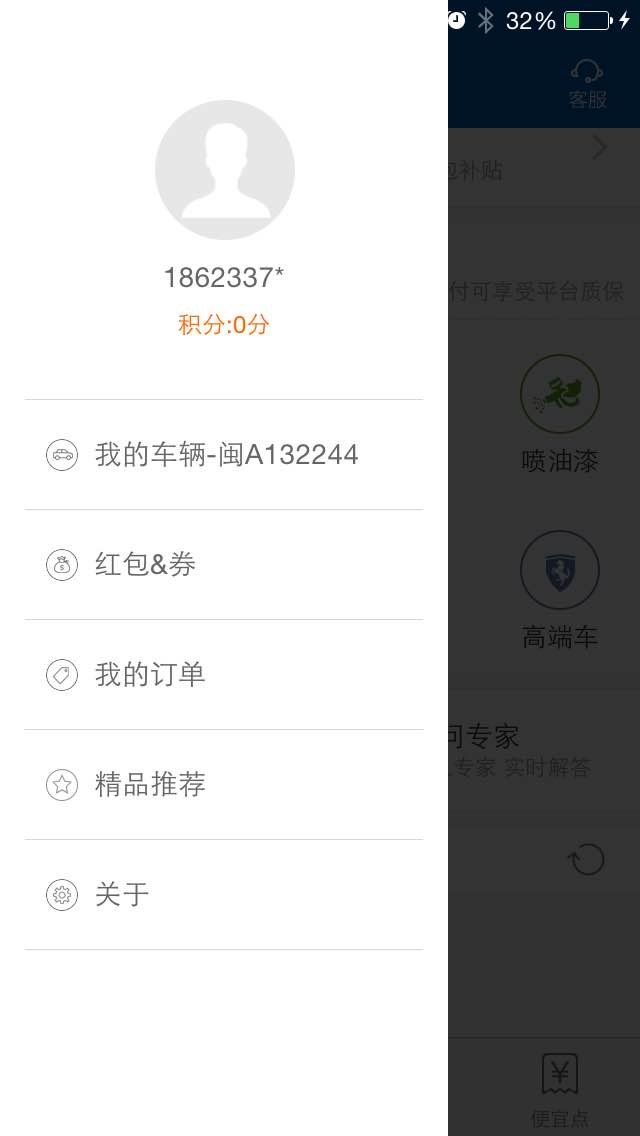 32%
客服
补贴
付可享受平台质保
1862337*
积分:0分
喷油漆
我的车辆-闽A132244
红包&券
高端车
我的订单
问专家
专家 实时解答
精品推荐
关于
便宜点